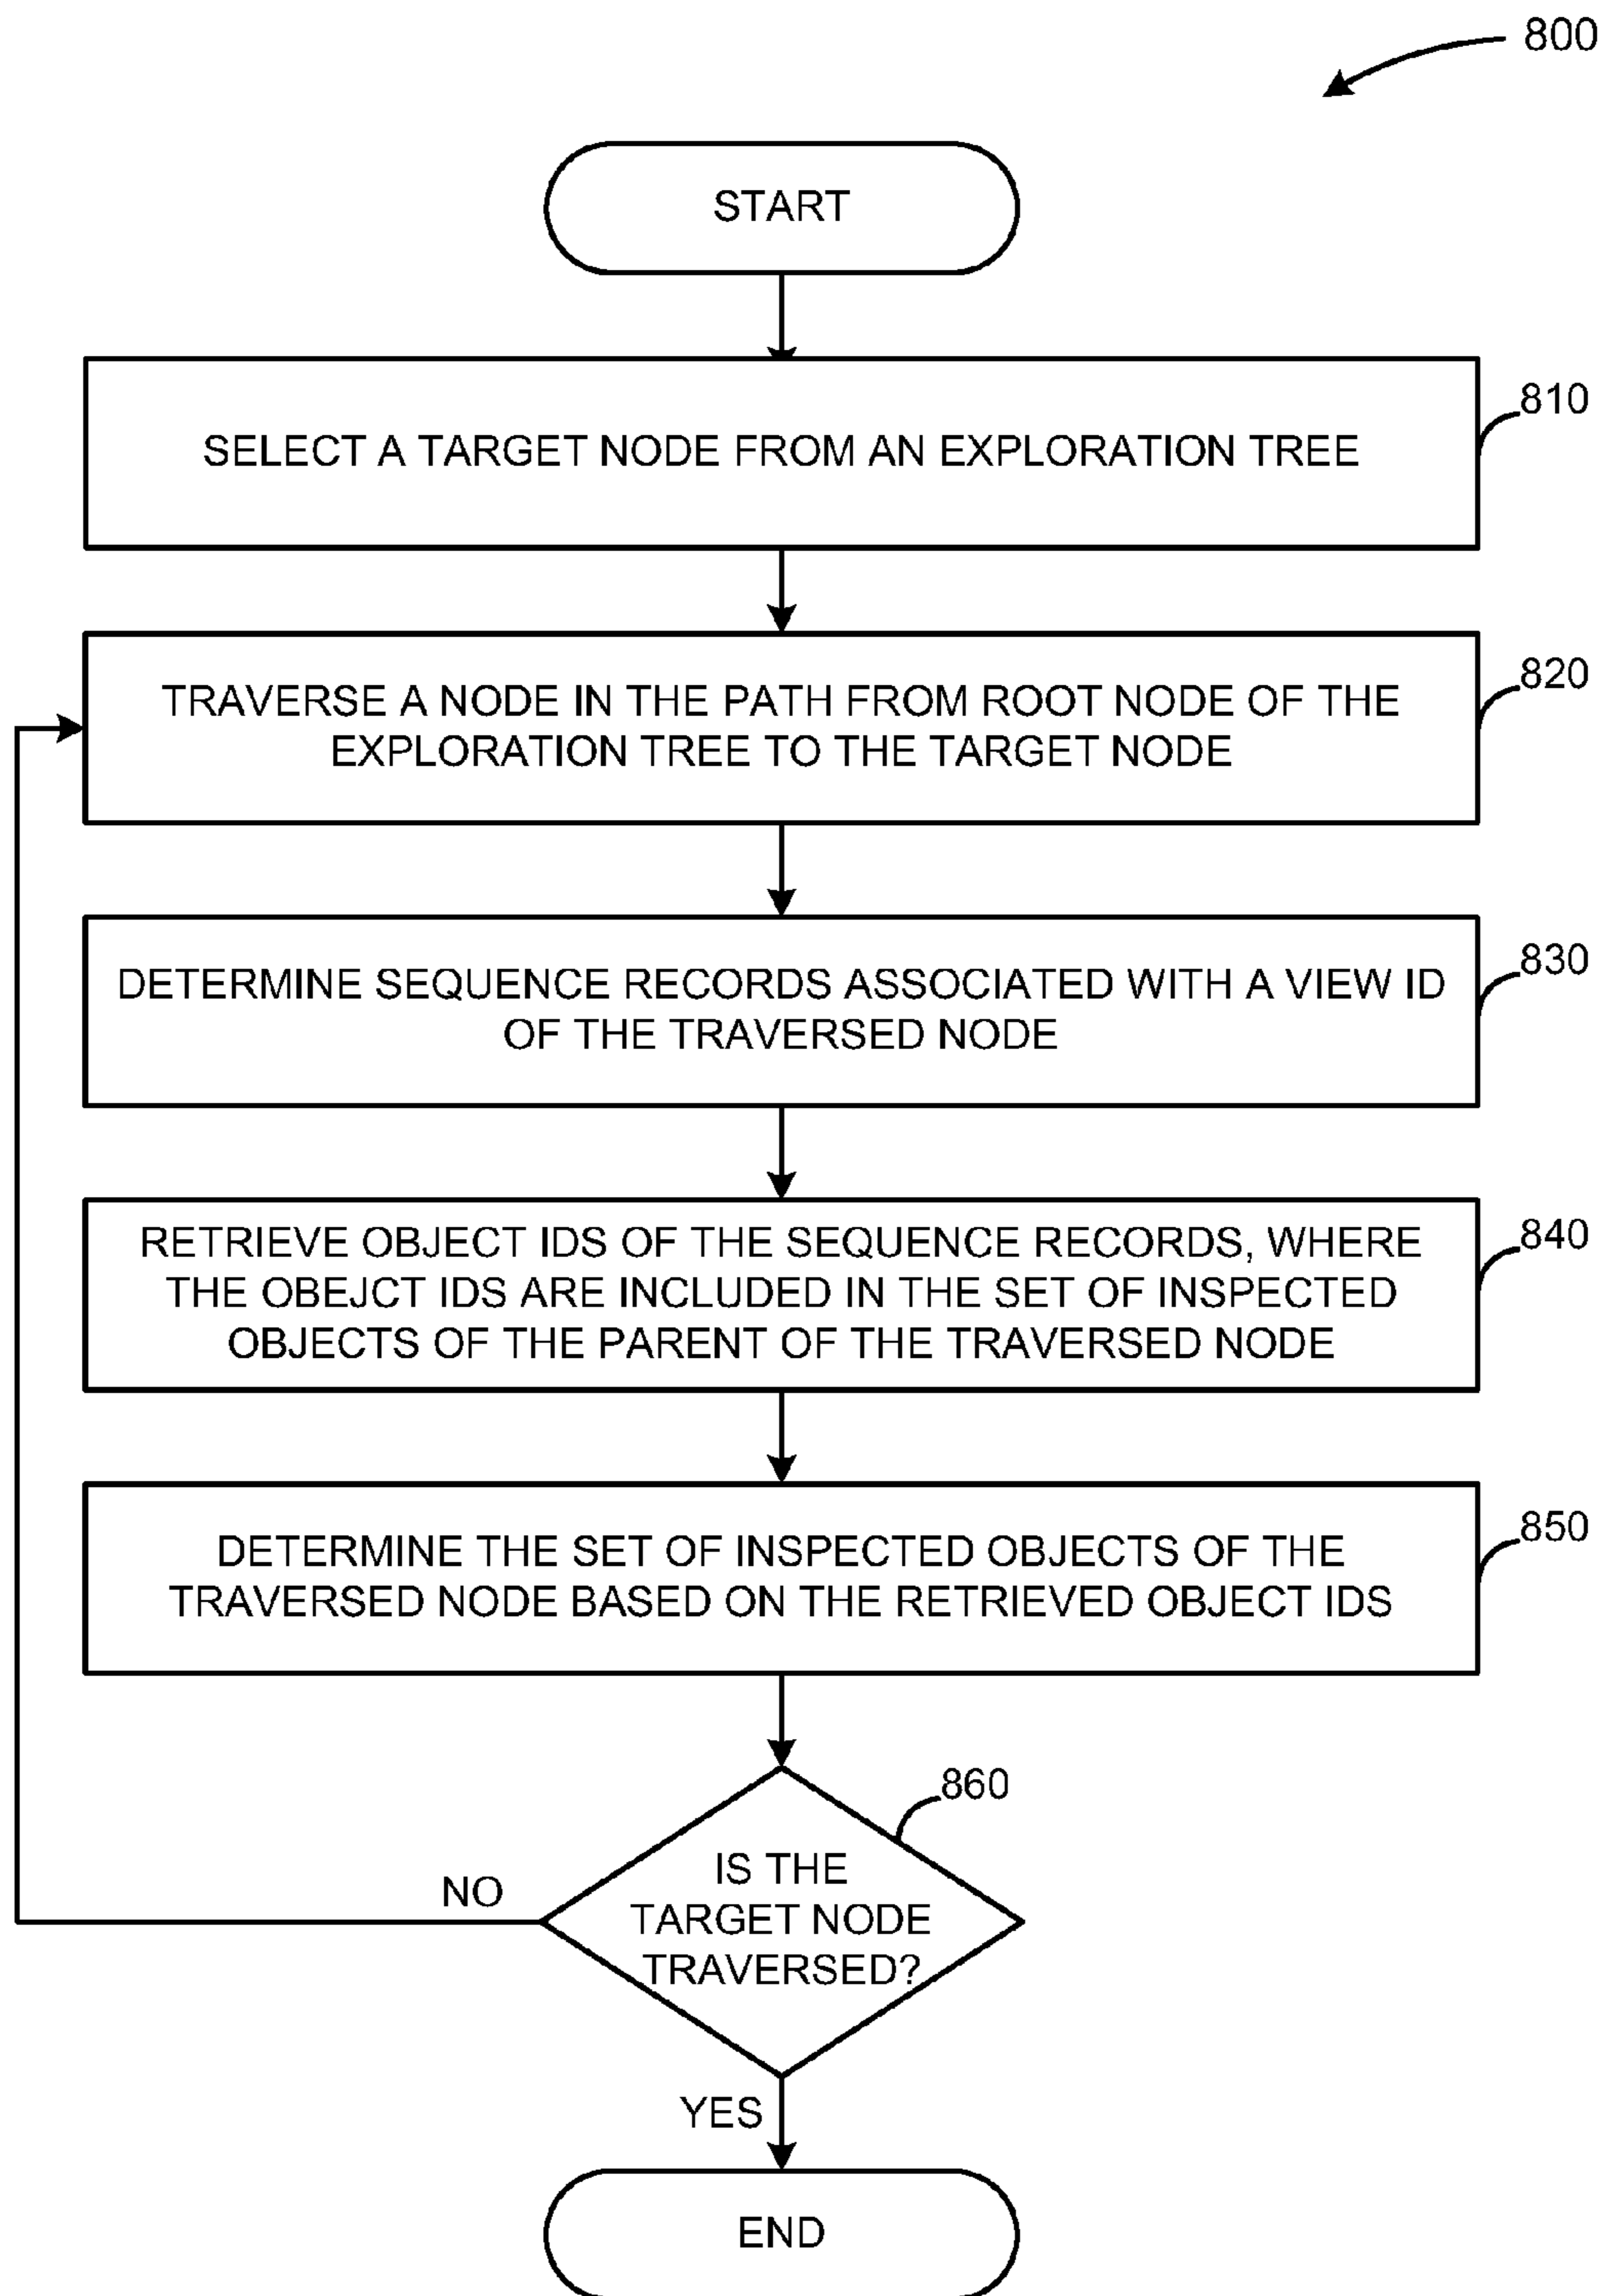 800
START
SELECT A TARGET NODE FROM AN EXPLORATION TREE
810
TRAVERSE A NODE IN THE PATH FROM ROOT NODE OF THE
EXPLORATION TREE TO THE TARGET NODE
820
DETERMINE SEQUENCE RECORDS ASSOCIATED WITH A VIEW ID
OF THE TRAVERSED NODE
830
RETRIEVE OBJECT IDS OF THE SEQUENCE RECORDS, WHERE
THE OBEJCT IDS ARE INCLUDED IN THE SET OF INSPECTED
OBJECTS OF THE PARENT OF THE TRAVERSED NODE
840
DETERMINE THE SET OF INSPECTED OBJECTS OF THE
TRAVERSED NODE BASED ON THE RETRIEVED OBJECT IDS
850
860
IS THE
TARGET NODE
TRAVERSED?
NO
YES
END